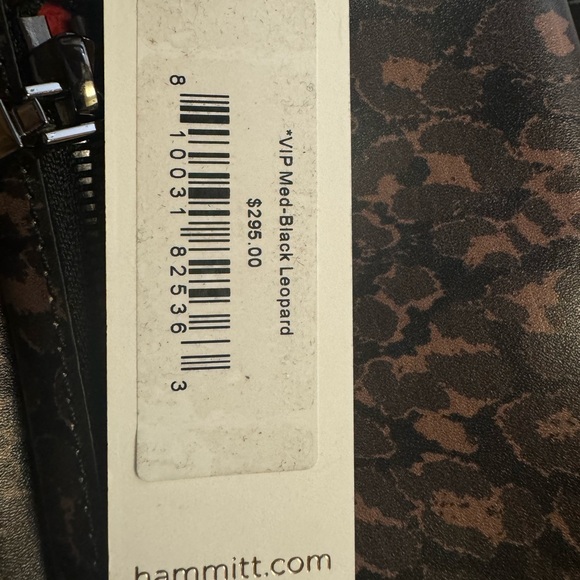 *VIP Med-Black Leopard
$295.00
8 10031 82536 3
hammitt.com